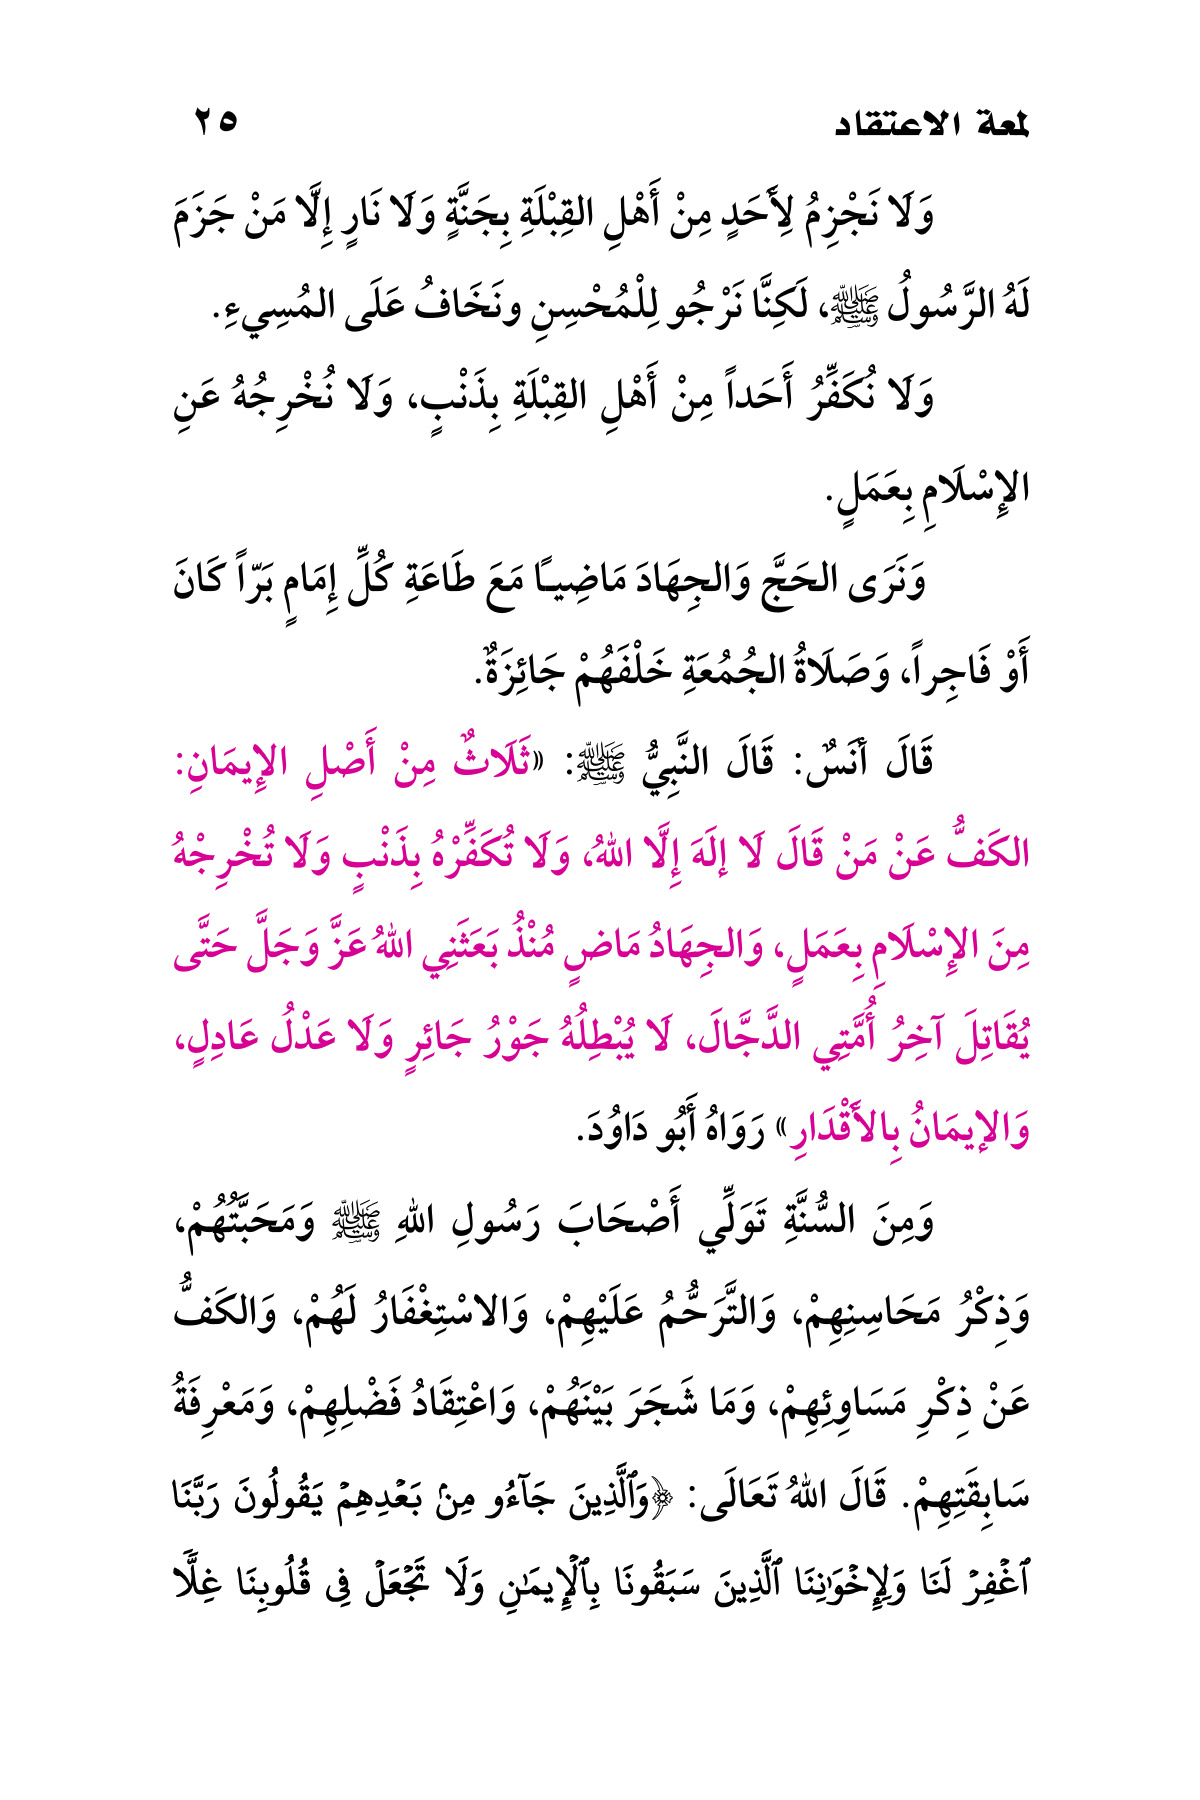 لمعة الاعتقاد ٢٥
وَلَا نَجْزِمُ لِأَحَدٍ مِنْ أَهْلِ القِبْلَةِ بِجَنَّةٍ وَلَا نَارٍ إِلَّا مَنْ جَزَمَ
لَهُ الرَّسُولُ ﷺ، لَكِنَّا نَرْجُو لِلْمُحْسِنِ ونَخَافُ عَلَى المُسِيءِ.
وَلَا نُكَفِّرُ أَحَداً مِنْ أَهْلِ القِبْلَةِ بِذَنْبٍ، وَلَا نُخْرِجُهُ عَنِ
الإِسْلَامِ بِعَمَلٍ.
وَنَرَى الحَجَّ وَالجِهَادَ مَاضِيـًا مَعَ طَاعَةِ كُلِّ إِمَامٍ بَرّاً كَانَ
أَوْ فَاجِراً، وَصَلَاةُ الجُمُعَةِ خَلْفَهُمْ جَائِزَةٌ.
قَالَ أَنَسٌ: قَالَ النَّبِيُّ ﷺ: «ثَلَاثٌ مِنْ أَصْلِ الإِيمَانِ:
الكَفُّ عَنْ مَنْ قَالَ لَا إلَهَ إِلَّا اللهُ، وَلَا تُكَفِّرْهُ بِذَنْبٍ وَلَا تُخْرِجْهُ
مِنَ الإِسْلَامِ بِعَمَلٍ، وَالجِهَادُ مَاضٍ مُنْذُ بَعَثَنِي اللهُ عَزَّ وَجَلَّ حَتَّى
يُقَاتِلَ آخِرُ أُمَّتِي الدَّجَّالَ، لَا يُبْطِلُهُ جَوْرُ جَائِرٍ وَلَا عَدْلُ عَادِلٍ،
وَالإيمَانُ بِالأَقْدَارِ» رَوَاهُ أَبُو دَاوُدَ.
وَمِنَ السُّنَّةِ تَوَلِّي أَصْحَابَ رَسُولِ اللهِ ﷺ وَمَحَبَّتُهُمْ،
وَذِكْرُ مَحَاسِنِهِمْ، وَالتَّرَحُّمُ عَلَيْهِمْ، وَالاسْتِغْفَارُ لَهُمْ، وَالكَفُّ
عَنْ ذِكْرِ مَسَاوِئِهِمْ، وَمَا شَجَرَ بَيْنَهُمْ، وَاعْتِقَادُ فَضْلِهِمْ، وَمَعْرِفَةُ
سَابِقَتِهِمْ. قَالَ اللهُ تَعَالَى: ﴿وَٱلَّذِينَ جَآءُو مِنۢ بَعۡدِهِمۡ يَقُولُونَ رَبَّنَا
ٱغۡفِرۡ لَنَا وَلِإِخۡوَٰنِنَا ٱلَّذِينَ سَبَقُونَا بِٱلۡإِيمَٰنِ وَلَا تَجۡعَلۡ فِى قُلُوبِنَا غِلّٗا